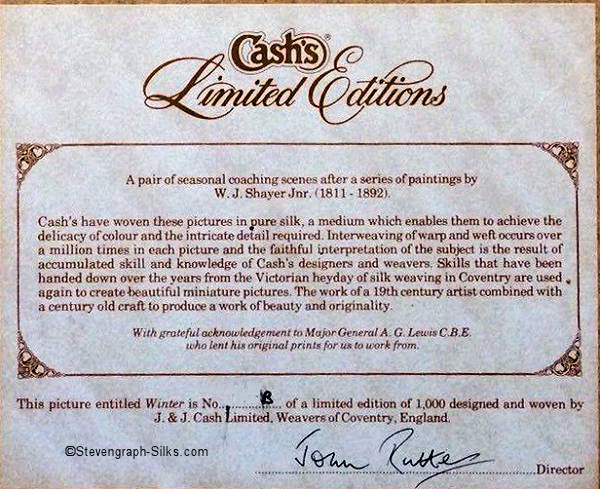 Cash's®
Limited Editions
A pair of seasonal coaching scenes after a series of paintings by
W. J. Shayer Jnr. (1811 - 1892).
Cash's have woven these pictures in pure silk, a medium which enables them to achieve the
delicacy of colour and the intricate detail required. Interweaving of warp and weft occurs over
a million times in each picture and the faithful interpretation of the subject is the result of
accumulated skill and knowledge of Cash's designers and weavers. Skills that have been
handed down over the years from the Victorian heyday of silk weaving in Coventry are used
again to create beautiful miniature pictures. The work of a 19th century artist combined with
a century old craft to produce a work of beauty and originality.
With grateful acknowledgement to Major General A. G. Lewis C.B.E.
who lent his original prints for us to work from.
This picture entitled Winter is No. B of a limited edition of 1,000 designed and woven by
J. & J. Cash Limited, Weavers of Coventry, England.
John Rutter Director
©Stevengraph-Silks.com